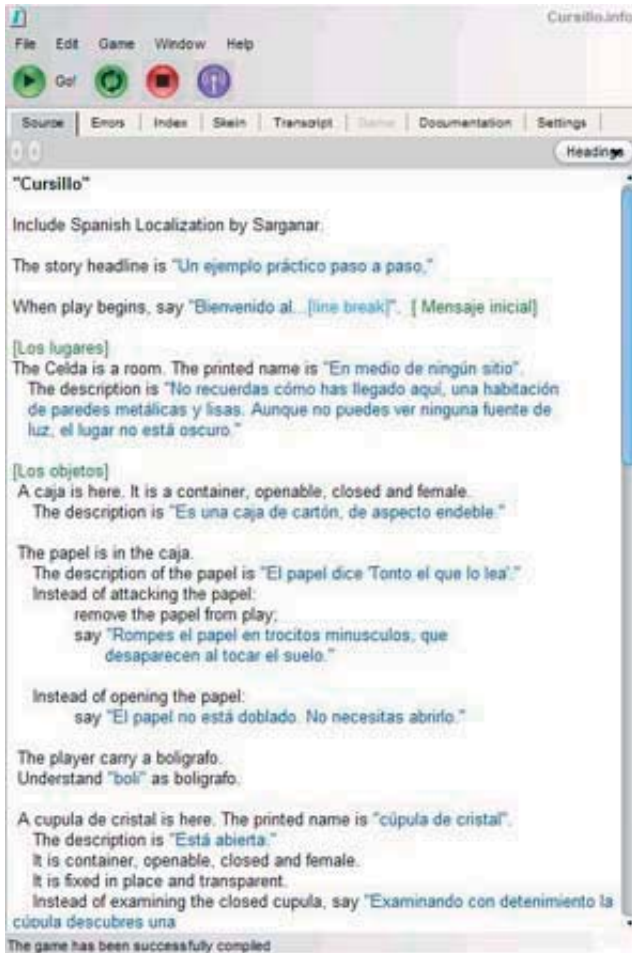 Cursillo.info
File Edit Game Window Help
Go!
Source Errors Index Skein Transcript Game Documentation Settings
Headings
"Cursillo"
Include Spanish Localization by Sarganar.
The story headline is "Un ejemplo práctico paso a paso,"
When play begins, say "Bienvenido al...[line break]". [ Mensaje inicial]
[Los lugares]
The Celda is a room. The printed name is "En medio de ningún sitio".
The description is "No recuerdas cómo has llegado aquí, una habitación
de paredes metálicas y lisas. Aunque no puedes ver ninguna fuente de
luz, el lugar no está oscuro."
[Los objetos]
A caja is here. It is a container, openable, closed and female.
The description is "Es una caja de cartón, de aspecto endeble."
The papel is in the caja.
The description of the papel is "El papel dice 'Tonto el que lo lea'."
Instead of attacking the papel:
remove the papel from play;
say "Rompes el papel en trocitos minusculos, que
desaparecen al tocar el suelo."
Instead of opening the papel:
say "El papel no está doblado. No necesitas abrirlo."
The player carry a boligrafo.
Understand "boli" as boligrafo.
A cupula de cristal is here. The printed name is "cúpula de cristal".
The description is "Está abierta."
It is container, openable, closed and female.
It is fixed in place and transparent.
Instead of examining the closed cupula, say "Examinando con detenimiento la
cúpula descubres una
The game has been successfully compiled